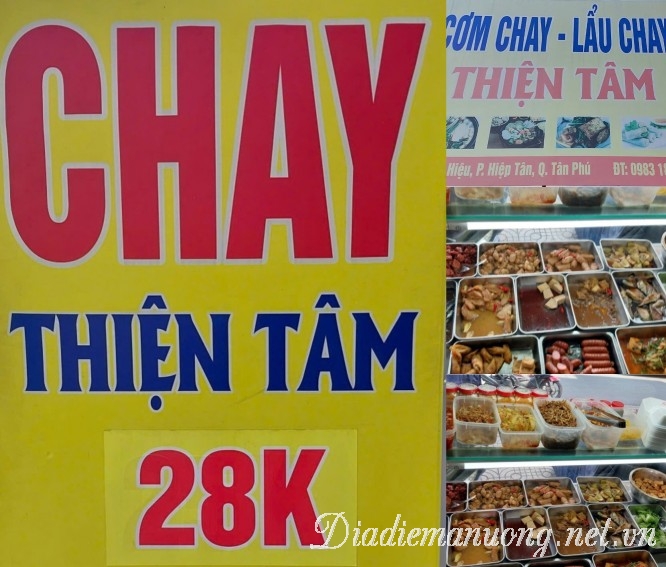 CHAY
THIỆN TÂM
28K
CƠM CHAY - LẨU CHAY
THIỆN TÂM
Hiệu, P. Hiệp Tân, Q. Tân Phú ĐT: 0983 1
Diadiemanuong.net.vn